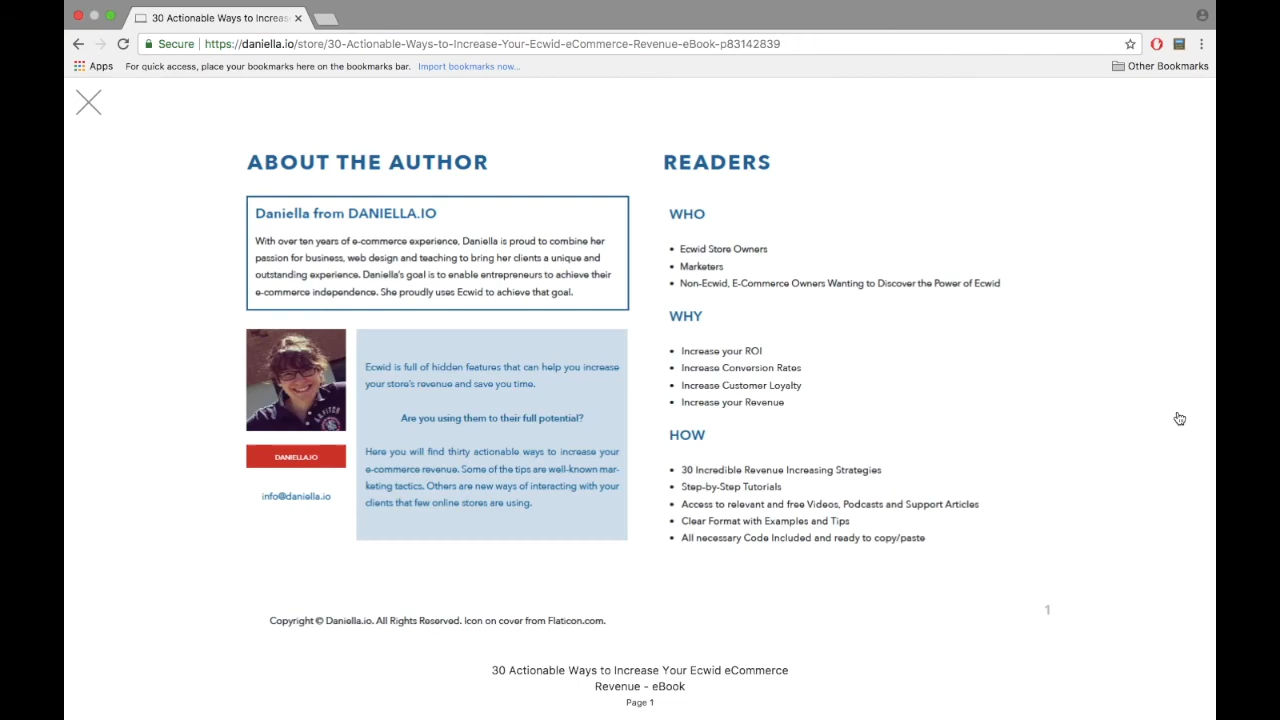 30 Actionable Ways to Increas
Secure
https://daniella.io/store/30-Actionable-Ways-to-Increase-Your-Ecwid-eCommerce-Revenue-eBook-p83142839
Apps
For quick access, place your bookmarks here on the bookmarks bar. Import bookmarks now...
Other Bookmarks
ABOUT THE AUTHOR
Daniella from DANIELLA.IO
With over ten years of e-commerce experience, Daniella is proud to combine her
passion for business, web design and teaching to bring her clients a unique and
outstanding experience. Daniella's goal is to enable entrepreneurs to achieve their
e-commerce independence. She proudly uses Ecwid to achieve that goal.
DANIELLA.IO
info@daniella.io
Ecwid is full of hidden features that can help you increase
your store's revenue and save you time.
Are you using them to their full potential?
Here you will find thirty actionable ways to increase your
e-commerce revenue. Some of the tips are well-known mar-
keting tactics. Others are new ways of interacting with your
clients that few online stores are using.
READERS
WHO
• Ecwid Store Owners
• Marketers
• Non-Ecwid, E-Commerce Owners Wanting to Discover the Power of Ecwid
WHY
• Increase your ROI
• Increase Conversion Rates
• Increase Customer Loyalty
• Increase your Revenue
HOW
• 30 Incredible Revenue Increasing Strategies
• Step-by-Step Tutorials
• Access to relevant and free Videos, Podcasts and Support Articles
• Clear Format with Examples and Tips
• All necessary Code Included and ready to copy/paste
Copyright © Daniella.io. All Rights Reserved. Icon on cover from Flaticon.com.
1
30 Actionable Ways to Increase Your Ecwid eCommerce
Revenue - eBook
Page 1